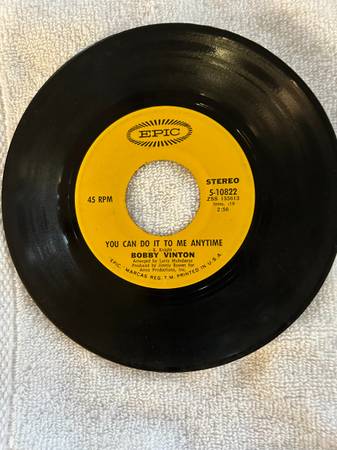 EPIC
STEREO
45 RPM
5-10822
ZSS 155613
2:56
YOU CAN DO IT TO ME ANYTIME
BOBBY VINTON
Arranged by Larry Muhoberac
Produced by Jimmy Bowen for
Amos Productions, Inc.
EPIC," MARCAS REG. T.M. PRINTED IN U.S.A.